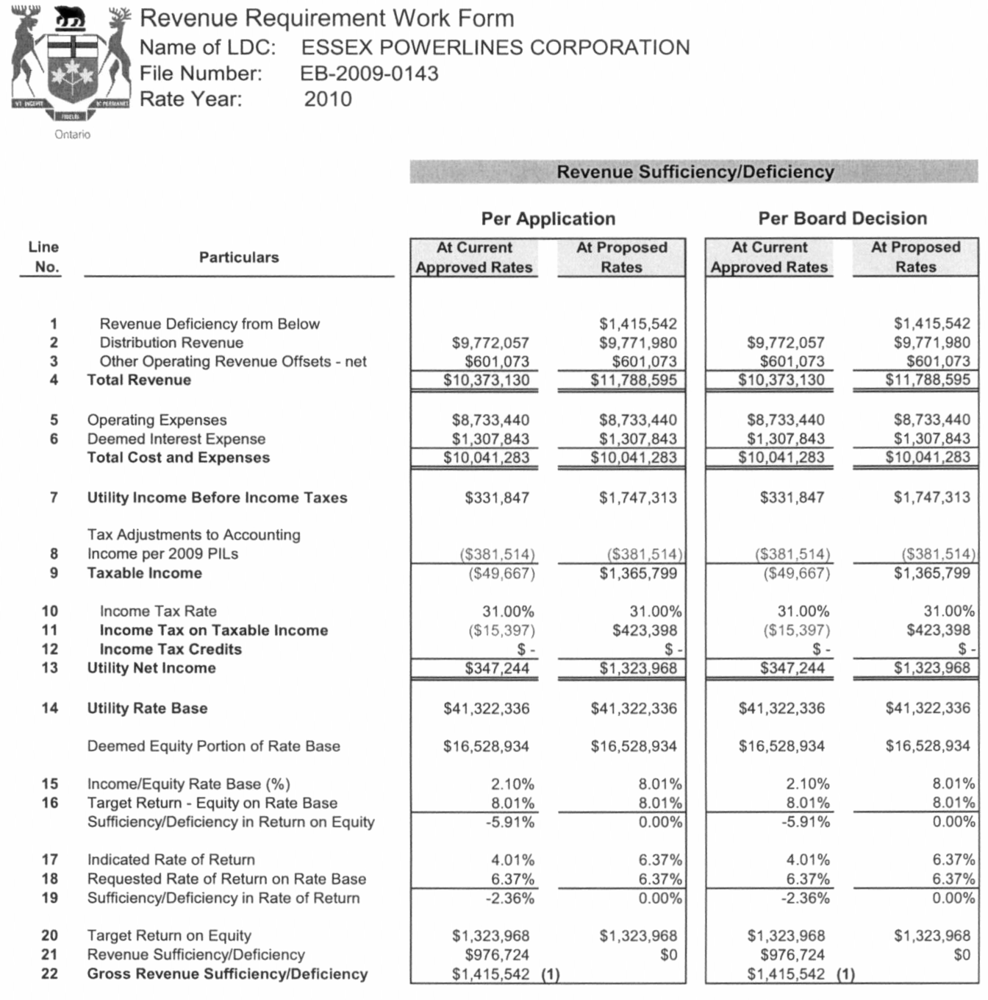 Revenue Requirement Work Form
Name of LDC: ESSEX POWERLINES CORPORATION
File Number: EB-2009-0143
Rate Year: 2010
VT INCEPIT FIDELIS SIC PERMANET
Ontario
Revenue Sufficiency/Deficiency
Per Application Per Board Decision
Line No. Particulars At Current Approved Rates At Proposed Rates At Current Approved Rates At Proposed Rates
1 Revenue Deficiency from Below $1,415,542 $1,415,542
2 Distribution Revenue $9,772,057 $9,771,980 $9,772,057 $9,771,980
3 Other Operating Revenue Offsets - net $601,073 $601,073 $601,073 $601,073
4 Total Revenue $10,373,130 $11,788,595 $10,373,130 $11,788,595
5 Operating Expenses $8,733,440 $8,733,440 $8,733,440 $8,733,440
6 Deemed Interest Expense $1,307,843 $1,307,843 $1,307,843 $1,307,843
Total Cost and Expenses $10,041,283 $10,041,283 $10,041,283 $10,041,283
7 Utility Income Before Income Taxes $331,847 $1,747,313 $331,847 $1,747,313
Tax Adjustments to Accounting
8 Income per 2009 PILs ($381,514) ($381,514) ($381,514) ($381,514)
9 Taxable Income ($49,667) $1,365,799 ($49,667) $1,365,799
10 Income Tax Rate 31.00% 31.00% 31.00% 31.00%
11 Income Tax on Taxable Income ($15,397) $423,398 ($15,397) $423,398
12 Income Tax Credits $ - $ - $ - $ -
13 Utility Net Income $347,244 $1,323,968 $347,244 $1,323,968
14 Utility Rate Base $41,322,336 $41,322,336 $41,322,336 $41,322,336
Deemed Equity Portion of Rate Base $16,528,934 $16,528,934 $16,528,934 $16,528,934
15 Income/Equity Rate Base (%) 2.10% 8.01% 2.10% 8.01%
16 Target Return - Equity on Rate Base 8.01% 8.01% 8.01% 8.01%
Sufficiency/Deficiency in Return on Equity -5.91% 0.00% -5.91% 0.00%
17 Indicated Rate of Return 4.01% 6.37% 4.01% 6.37%
18 Requested Rate of Return on Rate Base 6.37% 6.37% 6.37% 6.37%
19 Sufficiency/Deficiency in Rate of Return -2.36% 0.00% -2.36% 0.00%
20 Target Return on Equity $1,323,968 $1,323,968 $1,323,968 $1,323,968
21 Revenue Sufficiency/Deficiency $976,724 $0 $976,724 $0
22 Gross Revenue Sufficiency/Deficiency $1,415,542 (1) $1,415,542 (1)